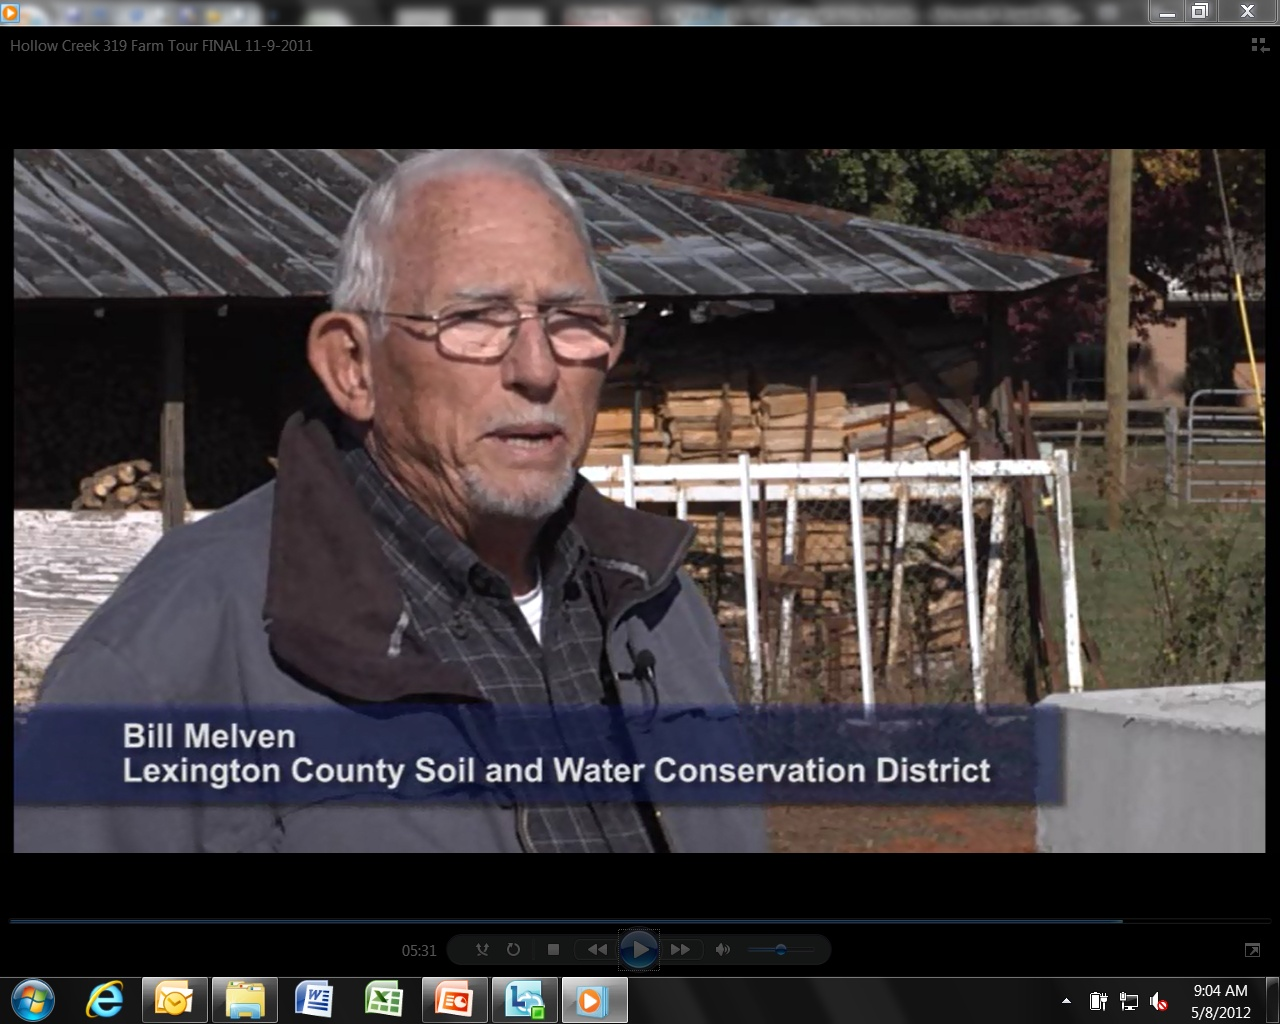 Hollow Creek 319 Farm Tour FINAL 11-9-2011
Bill Melven
Lexington County Soil and Water Conservation District
05:31
9:04 AM
5/8/2012